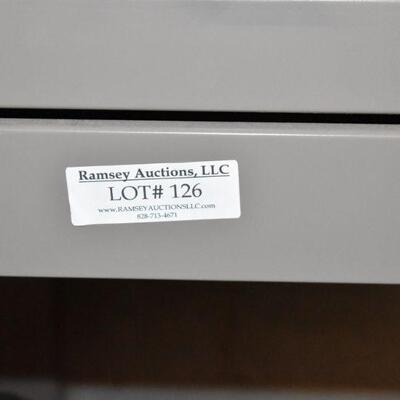 Ramsey Auctions, LLC
LOT# 126
www.RAMSEYAUCTIONSLLC.com
828-713-4671